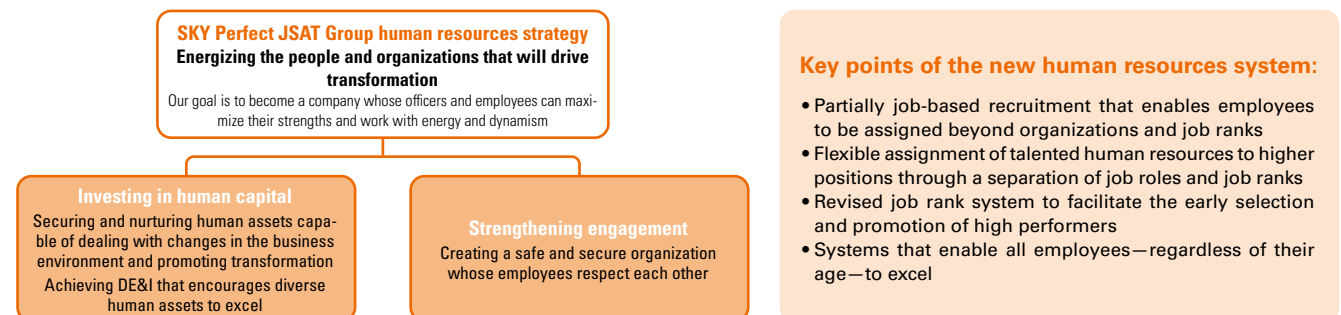 SKY Perfect JSAT Group human resources strategy
Energizing the people and organizations that will drive
transformation
Our goal is to become a company whose officers and employees can maxi-
mize their strengths and work with energy and dynamism
Investing in human capital
Securing and nurturing human assets capa-
ble of dealing with changes in the business
environment and promoting transformation
Achieving DE&I that encourages diverse
human assets to excel
Strengthening engagement
Creating a safe and secure organization
whose employees respect each other
Key points of the new human resources system:
• Partially job-based recruitment that enables employees
to be assigned beyond organizations and job ranks
• Flexible assignment of talented human resources to higher
positions through a separation of job roles and job ranks
• Revised job rank system to facilitate the early selection
and promotion of high performers
• Systems that enable all employees—regardless of their
age—to excel